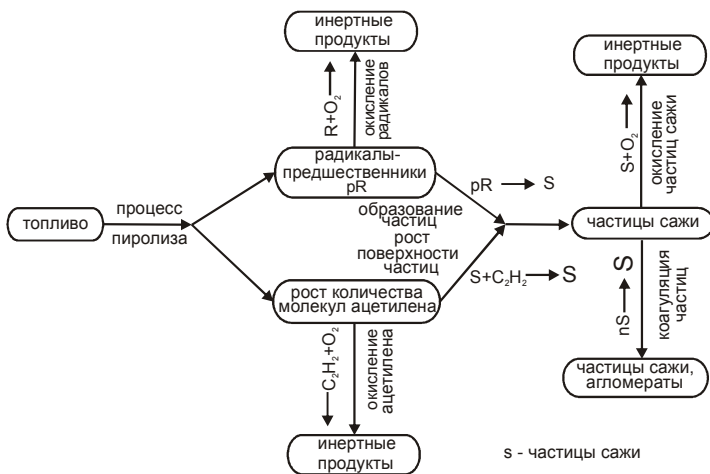 инертные
продукты
R+O₂ ⟶
окисление
радикалов
радикалы-
предшественники
pR
топливо
процесс
пиролиза
pR ⟶ S
образование
частиц
рост
поверхности
частиц
S+C₂H₂ ⟶ S
рост количества
молекул ацетилена
⟵ C₂H₂+O₂
окисление
ацетилена
инертные
продукты
инертные
продукты
S+O₂ ⟶
окисление
частиц сажи
частицы сажи
nS ⟶ S
коагуляция
частиц
частицы сажи,
агломераты
s - частицы сажи